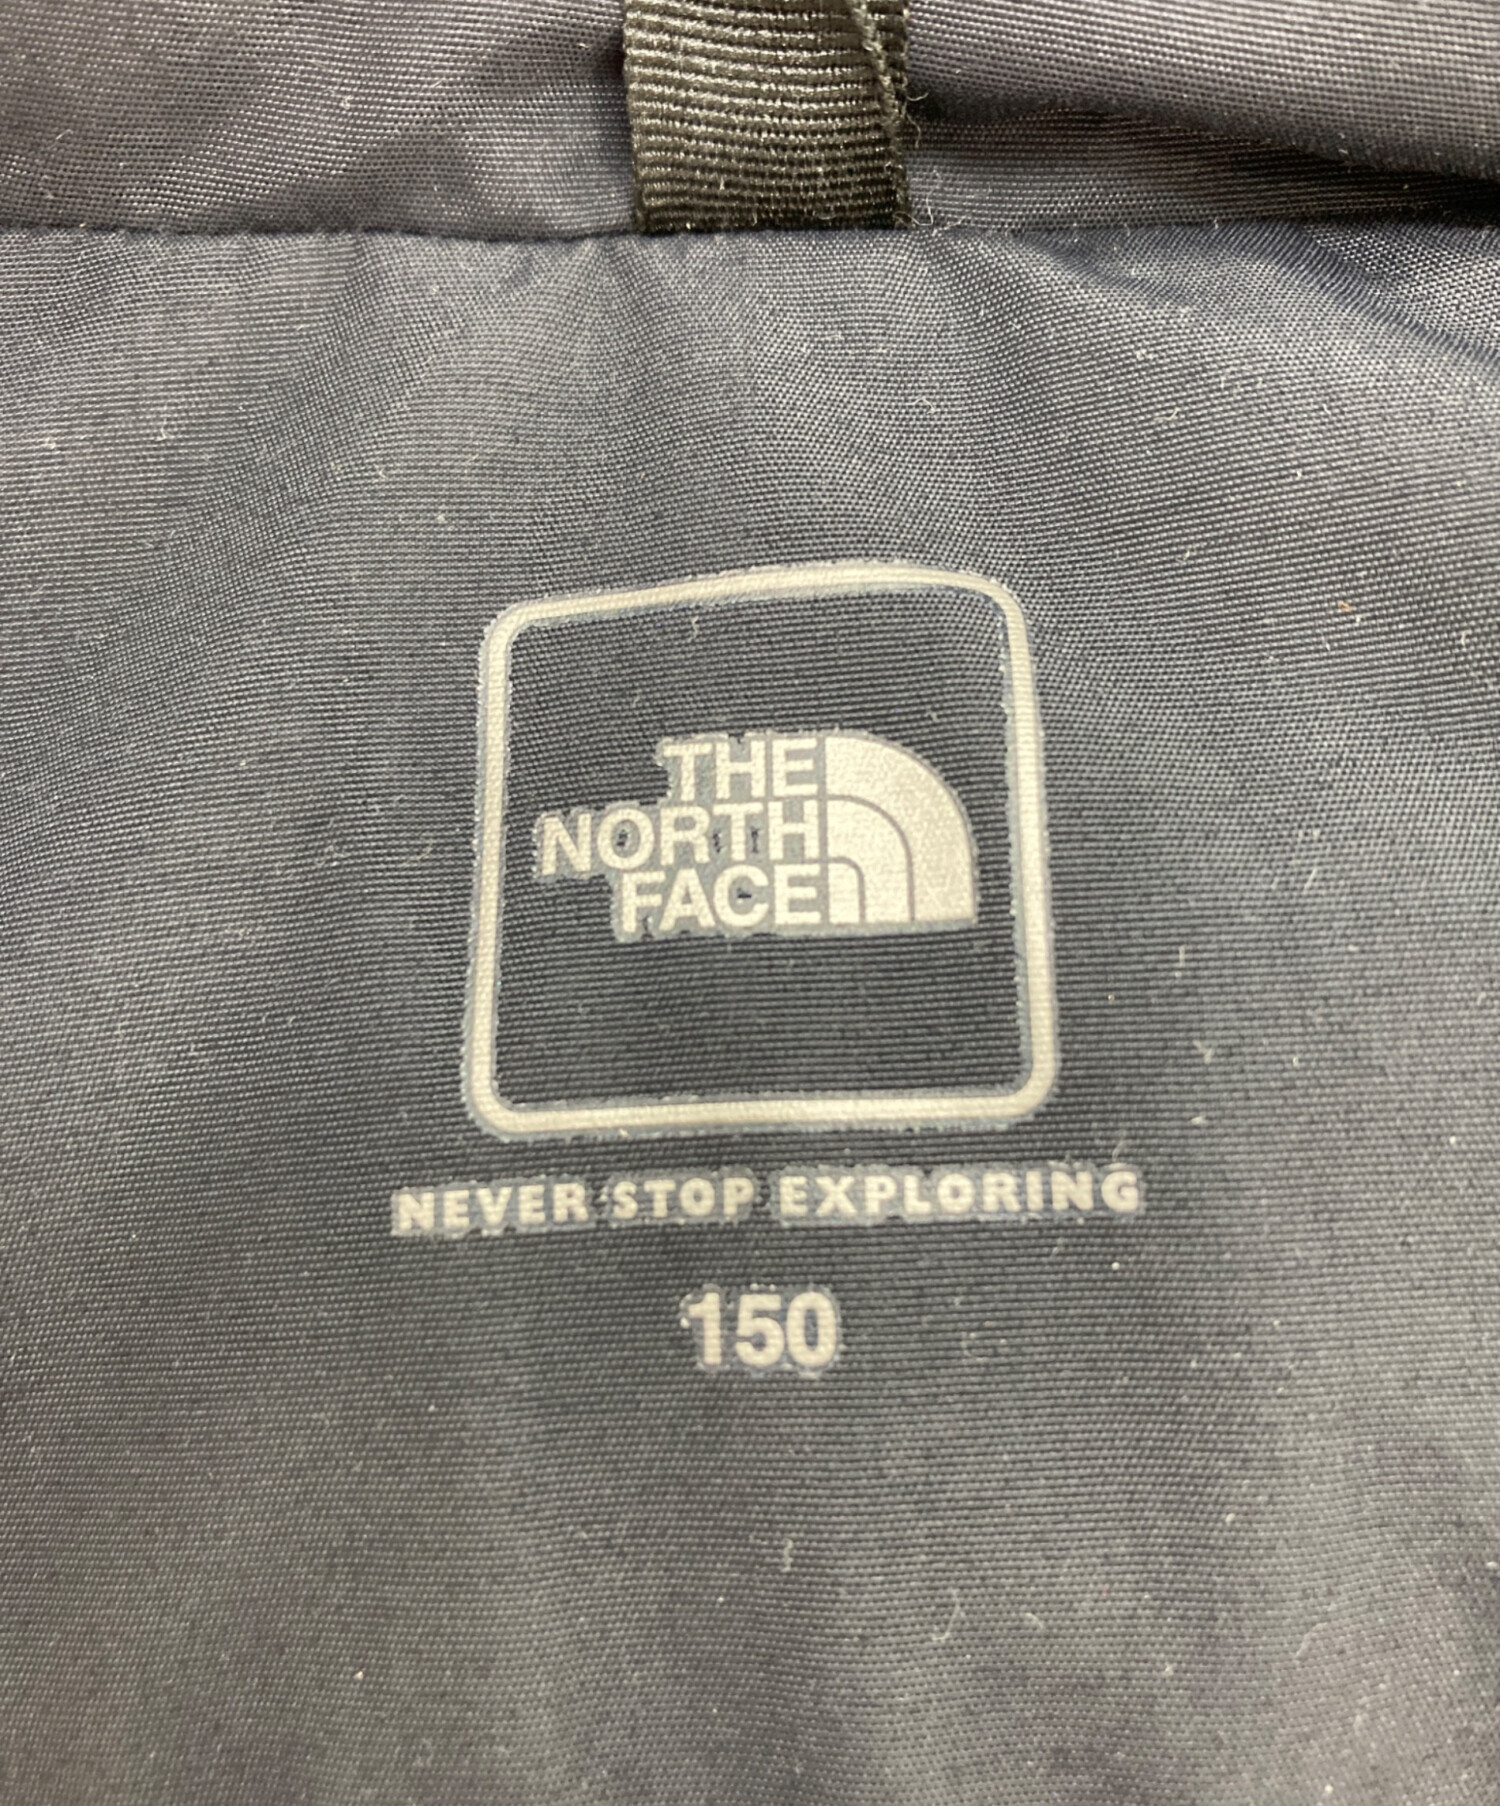 THE
NORTH
FACE
NEVER STOP EXPLORING
150